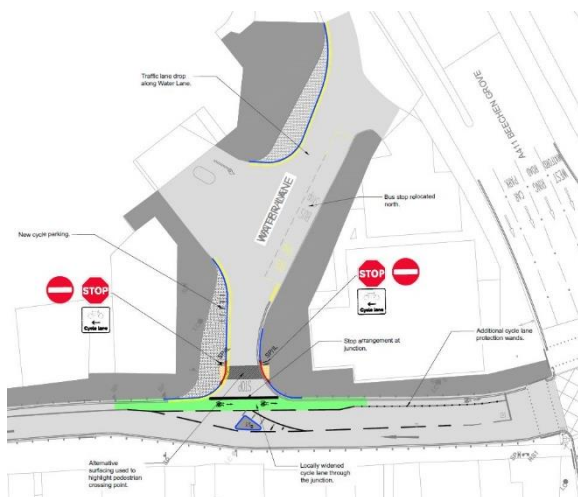 Traffic lane drop
along Water Lane.
A411 BEECHEN GROVE
WATER LANE
Bus stop relocated
north.
New cycle parking.
STOP
Cycle lane
STOP
Cycle lane
Stop arrangement at
junction.
Additional cycle lane
protection wands.
STOP
Alternative
surfacing used to
highlight pedestrian
crossing point.
Locally widened
cycle lane through
the junction.